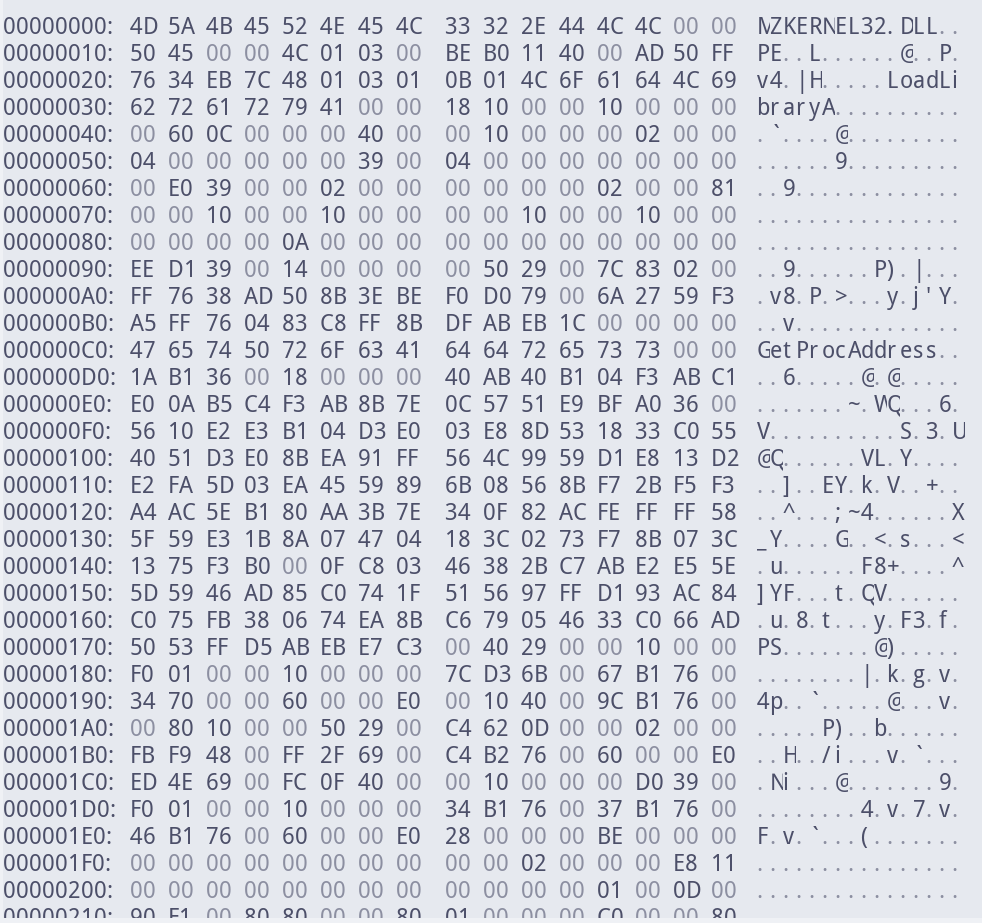 00000000: 4D 5A 4B 45 52 4E 45 4C 33 32 2E 44 4C 4C 00 00 MZKERNEL32.DLL..
00000010: 50 45 00 00 4C 01 03 00 BE B0 11 40 00 AD 50 FF PE..L......@..P.
00000020: 76 34 EB 7C 48 01 03 01 0B 01 4C 6F 61 64 4C 69 v4.|H.....LoadLi
00000030: 62 72 61 72 79 41 00 00 18 10 00 00 10 00 00 00 braryA..........
00000040: 00 60 0C 00 00 00 40 00 00 10 00 00 00 02 00 00 .`....@.........
00000050: 04 00 00 00 00 00 39 00 04 00 00 00 00 00 00 00 ......9.........
00000060: 00 E0 39 00 00 02 00 00 00 00 00 00 02 00 00 81 ..9.............
00000070: 00 00 10 00 00 10 00 00 00 00 10 00 00 10 00 00 ................
00000080: 00 00 00 00 0A 00 00 00 00 00 00 00 00 00 00 00 ................
00000090: EE D1 39 00 14 00 00 00 00 50 29 00 7C 83 02 00 ..9......P).|...
000000A0: FF 76 38 AD 50 8B 3E BE F0 D0 79 00 6A 27 59 F3 .v8.P.>...y.j'Y.
000000B0: A5 FF 76 04 83 C8 FF 8B DF AB EB 1C 00 00 00 00 ..v.............
000000C0: 47 65 74 50 72 6F 63 41 64 64 72 65 73 73 00 00 GetProcAddress..
000000D0: 1A B1 36 00 18 00 00 00 40 AB 40 B1 04 F3 AB C1 ..6.....@.@.....
000000E0: E0 0A B5 C4 F3 AB 8B 7E 0C 57 51 E9 BF A0 36 00 .......~.WQ...6.
000000F0: 56 10 E2 E3 B1 04 D3 E0 03 E8 8D 53 18 33 C0 55 V..........S.3.U
00000100: 40 51 D3 E0 8B EA 91 FF 56 4C 99 59 D1 E8 13 D2 @Q......VL.Y....
00000110: E2 FA 5D 03 EA 45 59 89 6B 08 56 8B F7 2B F5 F3 ..]..EY.k.V..+..
00000120: A4 AC 5E B1 80 AA 3B 7E 34 0F 82 AC FE FF FF 58 ..^...;~4......X
00000130: 5F 59 E3 1B 8A 07 47 04 18 3C 02 73 F7 8B 07 3C _Y....G..<.s...<
00000140: 13 75 F3 B0 00 0F C8 03 46 38 2B C7 AB E2 E5 5E .u......F8+....^
00000150: 5D 59 46 AD 85 C0 74 1F 51 56 97 FF D1 93 AC 84 ]YF...t.QV......
00000160: C0 75 FB 38 06 74 EA 8B C6 79 05 46 33 C0 66 AD .u.8.t...y.F3.f.
00000170: 50 53 FF D5 AB EB E7 C3 00 40 29 00 00 10 00 00 PS.......@).....
00000180: F0 01 00 00 10 00 00 00 7C D3 6B 00 67 B1 76 00 ........|.k.g.v.
00000190: 34 70 00 00 60 00 00 E0 00 10 40 00 9C B1 76 00 4p..`.....@...v.
000001A0: 00 80 10 00 00 50 29 00 C4 62 0D 00 00 02 00 00 .....P)..b......
000001B0: FB F9 48 00 FF 2F 69 00 C4 B2 76 00 60 00 00 E0 ..H../i...v.`...
000001C0: ED 4E 69 00 FC 0F 40 00 00 10 00 00 00 D0 39 00 .Ni...@.......9.
000001D0: F0 01 00 00 10 00 00 00 34 B1 76 00 37 B1 76 00 ........4.v.7.v.
000001E0: 46 B1 76 00 60 00 00 E0 28 00 00 00 BE 00 00 00 F.v.`...(.......
000001F0: 00 00 00 00 00 00 00 00 00 00 02 00 00 00 E8 11 ................
00000200: 00 00 00 00 00 00 00 00 00 00 00 00 01 00 0D 00 ................
00000210: 90 F1 00 80 80 00 00 80 01 00 00 00 C0 00 00 80